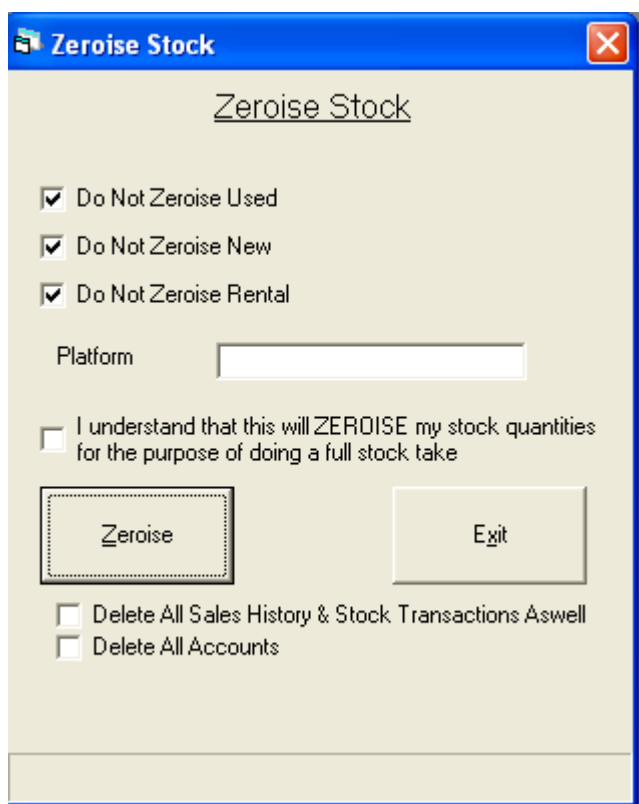 Zeroise Stock
Zeroise Stock
Do Not Zeroise Used
Do Not Zeroise New
Do Not Zeroise Rental
Platform
I understand that this will ZEROISE my stock quantities
for the purpose of doing a full stock take
Zeroise
Exit
Delete All Sales History & Stock Transactions Aswell
Delete All Accounts